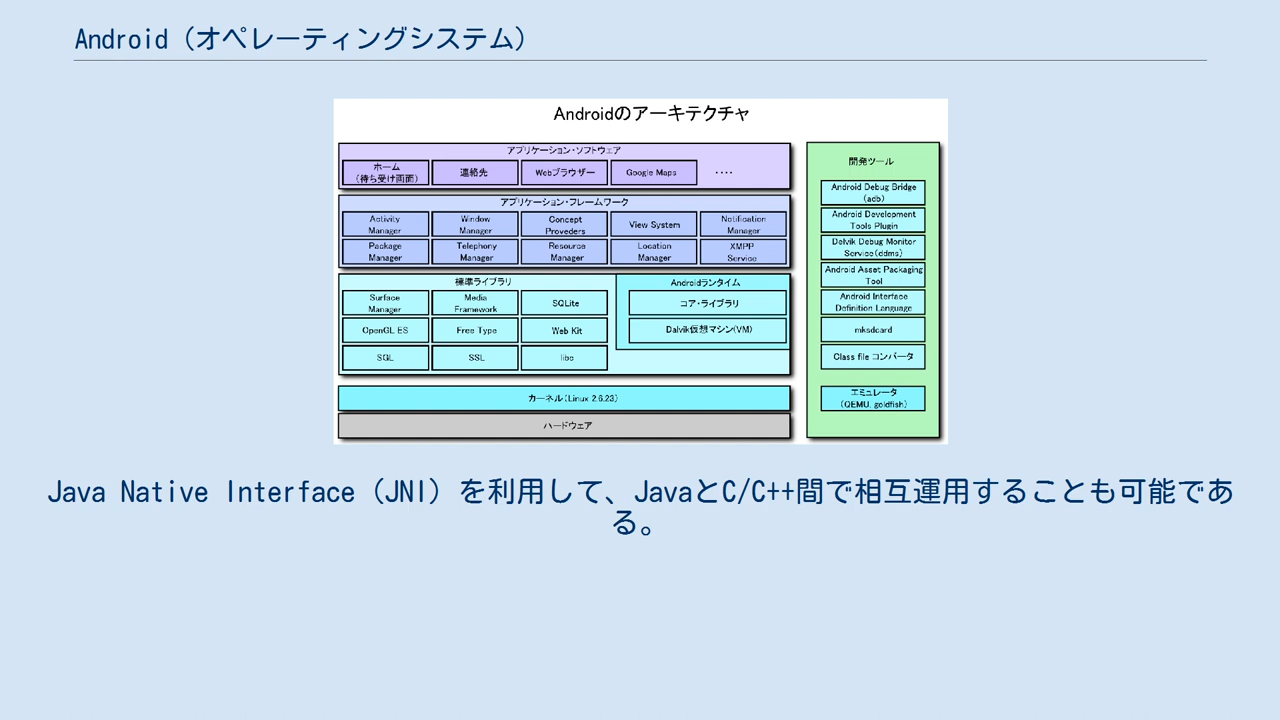 Android（オペレーティングシステム）
Androidのアーキテクチャ
アプリケーション・ソフトウェア
ホーム
（待ち受け画面）
連絡先
Webブラウザー
Google Maps
････
アプリケーション・フレームワーク
Activity
Manager
Window
Manager
Concept
Proveders
View System
Notification
Manager
Package
Manager
Telephony
Manager
Resource
Manager
Location
Manager
XMPP
Service
標準ライブラリ
Surface
Manager
Media
Framework
SQLite
OpenGL ES
Free Type
Web Kit
SGL
SSL
libc
Androidランタイム
コア・ライブラリ
Dalvik仮想マシン(VM)
カーネル（Linux 2.6.23）
ハードウェア
開発ツール
Android Debug Bridge
(adb)
Android Development
Tools Plugin
Delvik Debug Monitor
Service(ddms)
Android Asset Packaging
Tool
Android Interface
Definition Language
mksdcard
Class file コンバータ
エミュレータ
(QEMU, goldfish)
Java Native Interface（JNI）を利用して、JavaとC/C++間で相互運用することも可能であ
る。